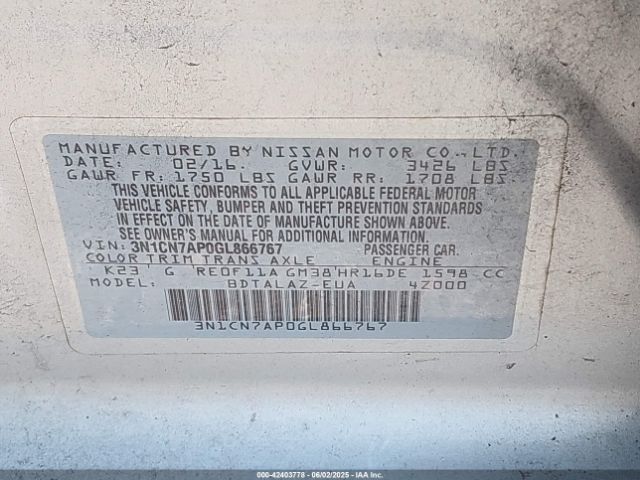 MANUFACTURED BY NISSAN MOTOR CO., LTD.
DATE: 02/16. GVWR: 3426 LBS
GAWR FR: 1750 LBS GAWR RR: 1708 LBS.
THIS VEHICLE CONFORMS TO ALL APPLICABLE FEDERAL MOTOR
VEHICLE SAFETY, BUMPER AND THEFT PREVENTION STANDARDS
IN EFFECT ON THE DATE OF MANUFACTURE SHOWN ABOVE.
SEE OWNER'S MANUAL FOR ADDITIONAL INFORMATION.
VIN: 3N1CN7AP0GL866767 PASSENGER CAR.
COLOR TRIM TRANS AXLE ENGINE
K23 G RE0F11A GM38 HR16DE 1598 CC
MODEL: BDTALAZ-EUA 4Z000
3N1CN7AP0GL866767
000-42403778 - 06/02/2025 - IAAI.com